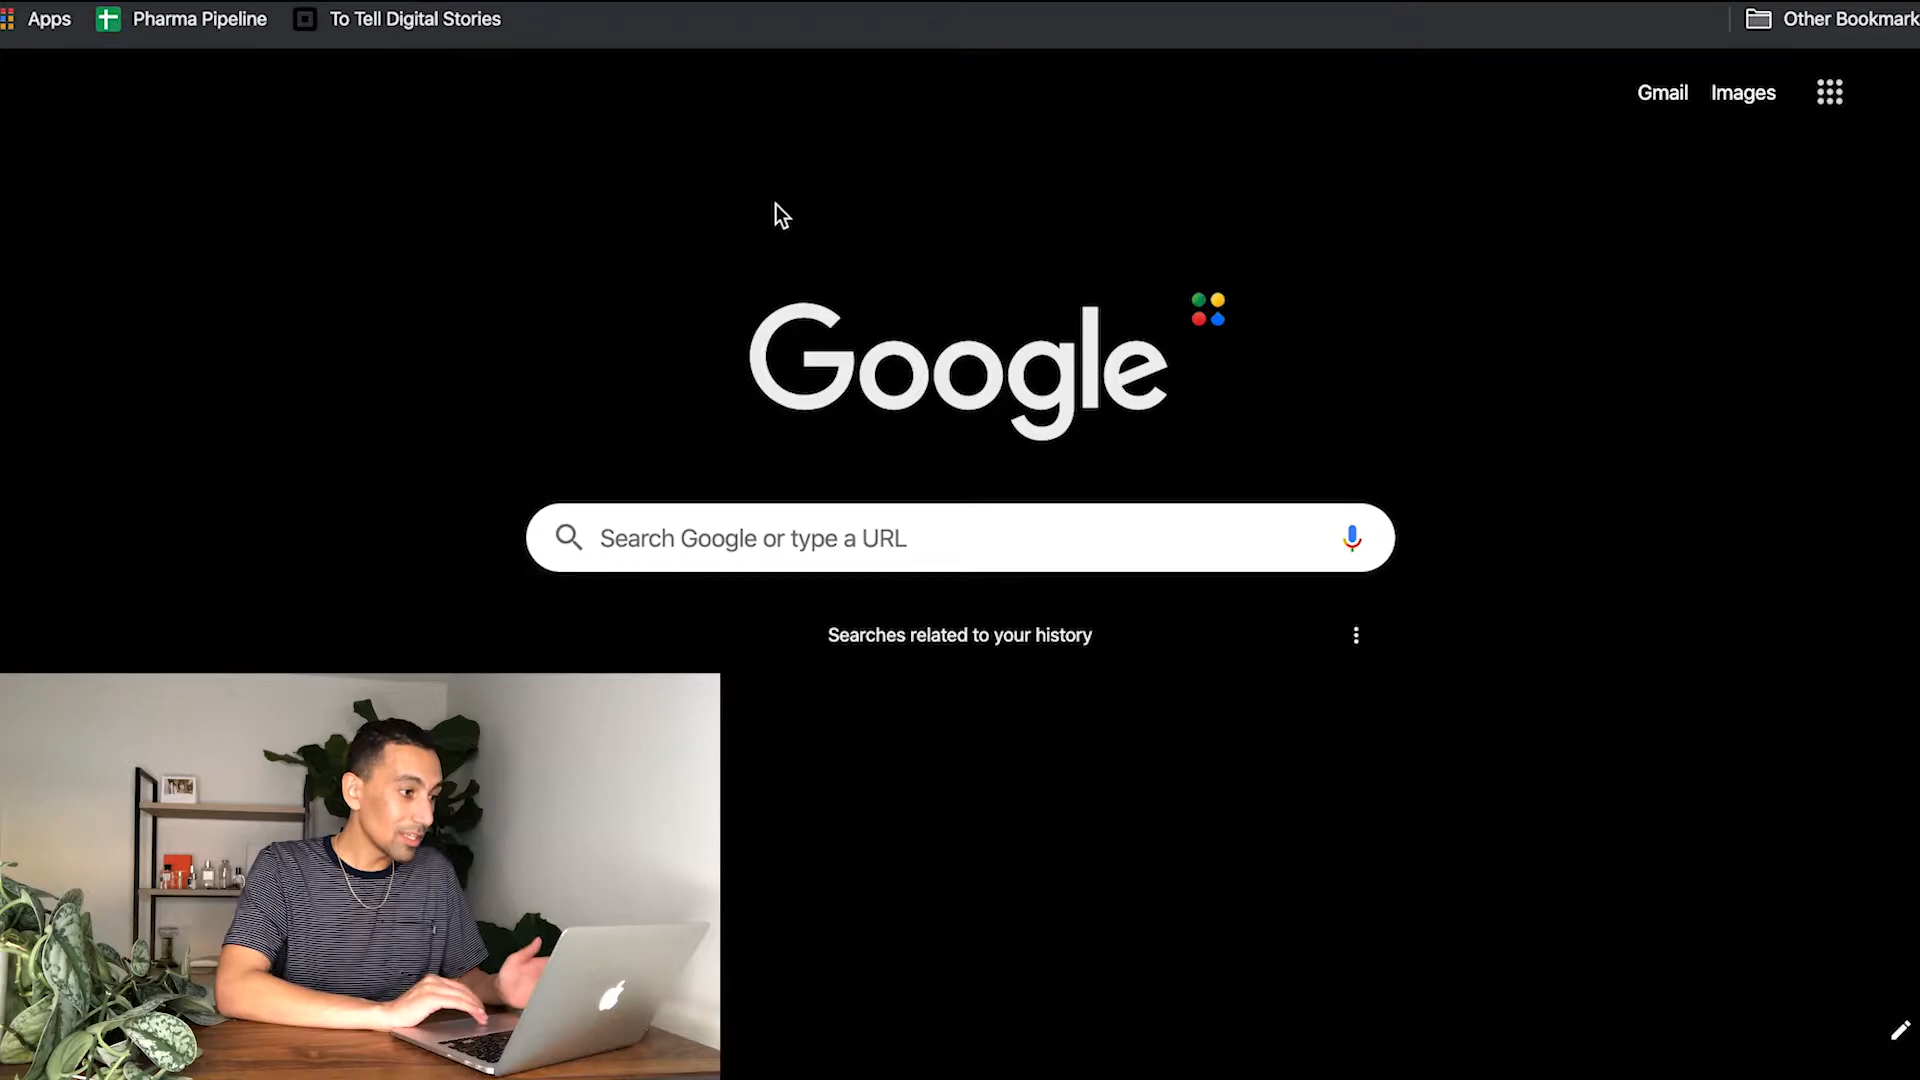 Apps Pharma Pipeline To Tell Digital Stories Other Bookmark
Gmail Images
Google
Search Google or type a URL
Searches related to your history